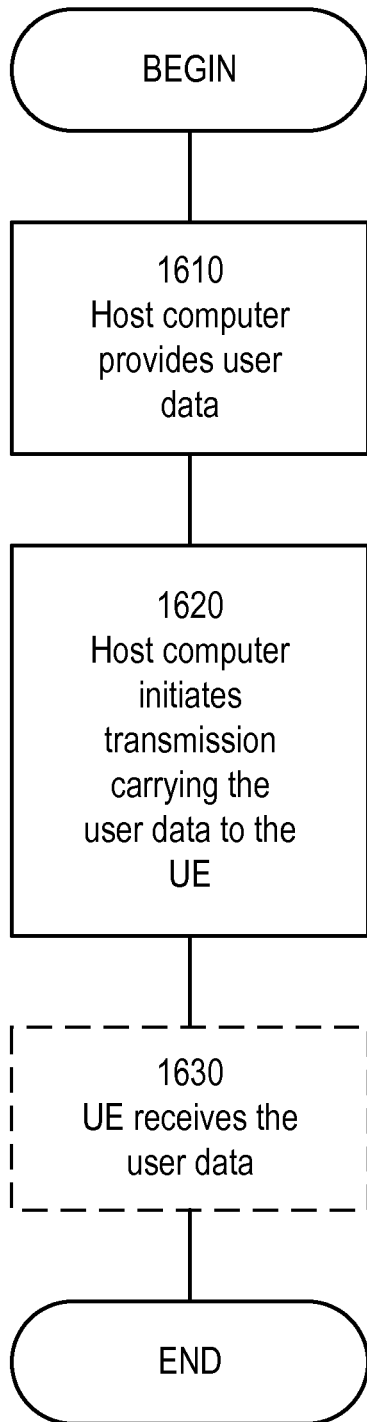 BEGIN
1610
Host computer
provides user
data
1620
Host computer
initiates
transmission
carrying the
user data to the
UE
1630
UE receives the
user data
END